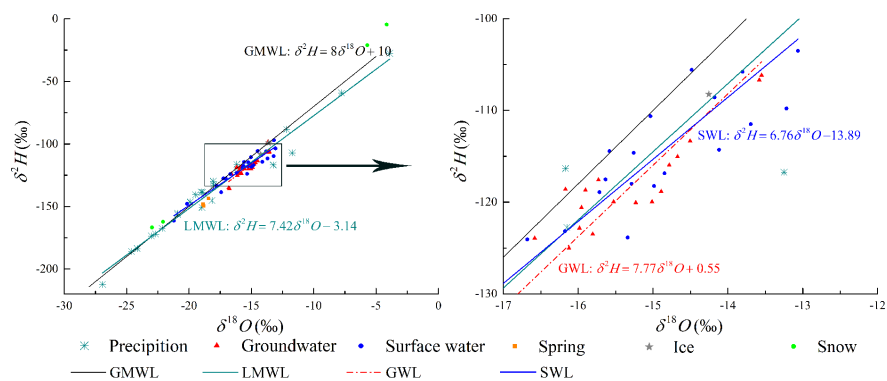 GMWL: δ²H=8δ¹⁸O+10
LMWL: δ²H=7.42δ¹⁸O−3.14
δ²H(‰)
0
-50
-100
-150
-200
-30 -25 -20 -15 -10 -5 0
δ¹⁸O(‰)
SWL: δ²H=6.76δ¹⁸O−13.89
GWL: δ²H=7.77δ¹⁸O+0.55
δ²H(‰)
-100
-110
-120
-130
-17 -16 -15 -14 -13 -12
δ¹⁸O(‰)
Precipition Groundwater Surface water Spring Ice Snow
GMWL LMWL GWL SWL